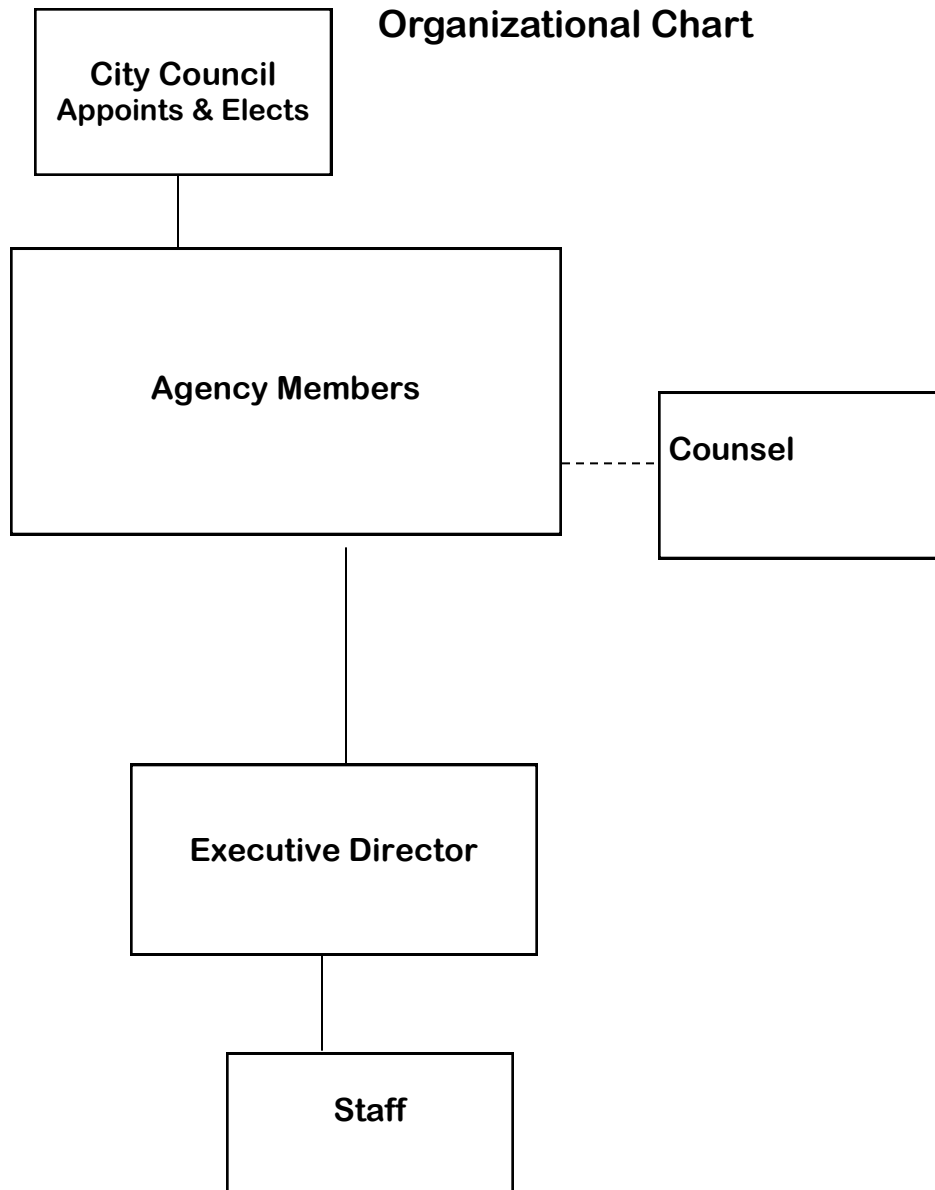 Organizational Chart
City Council
Appoints & Elects
Agency Members
Counsel
Executive Director
Staff